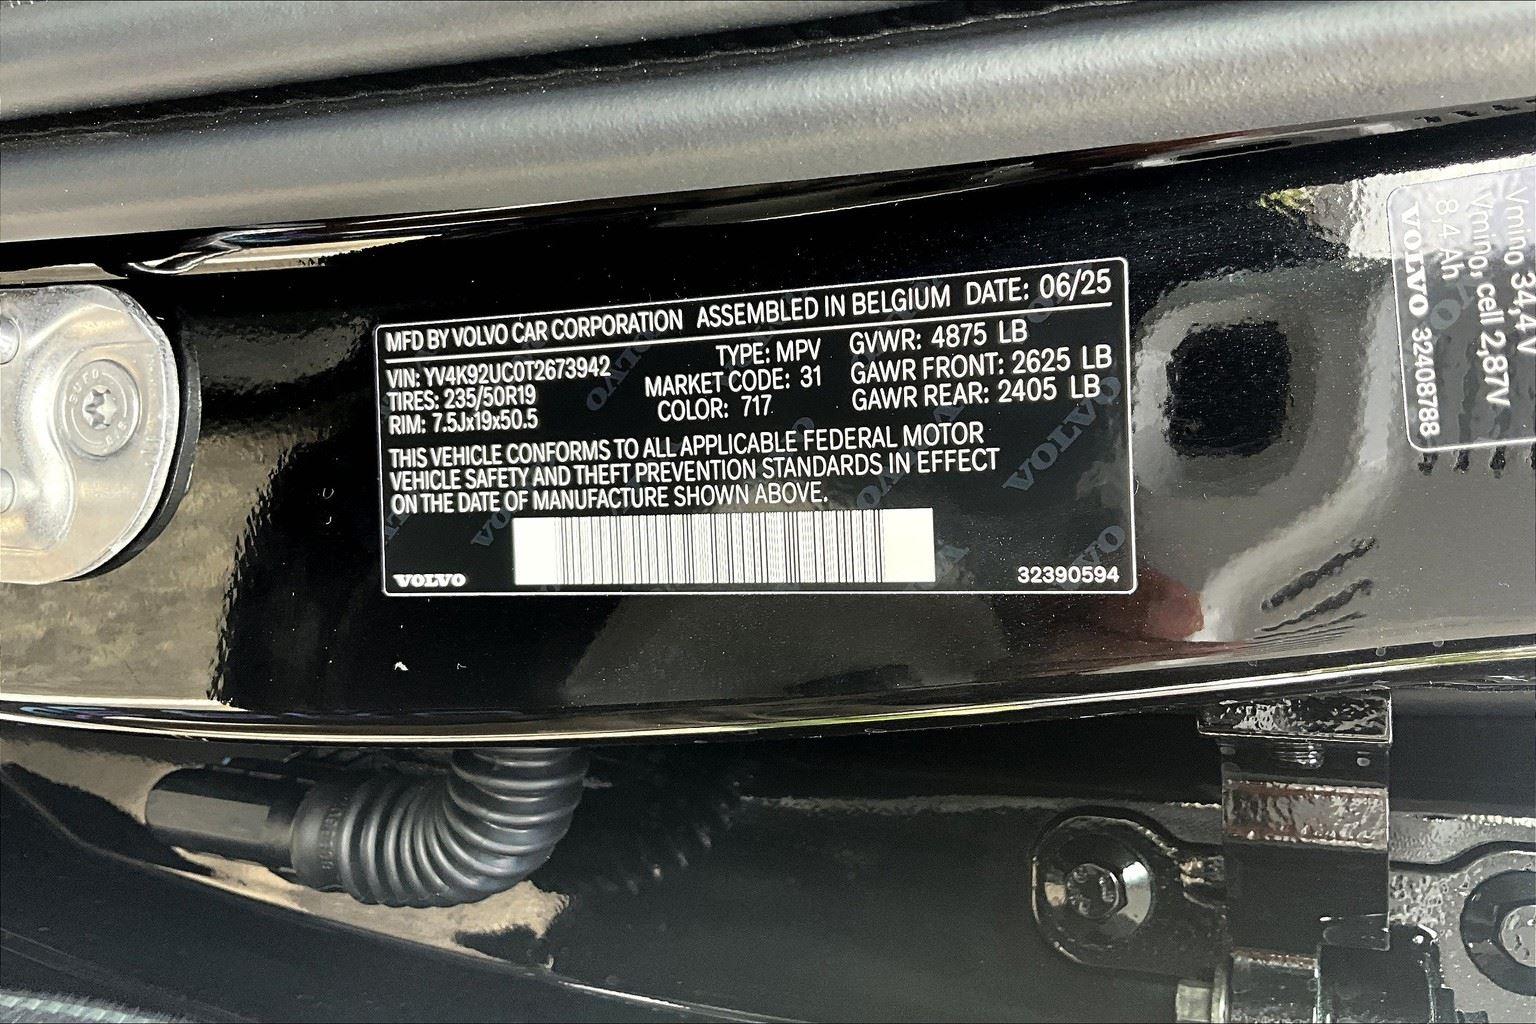 MFD BY VOLVO CAR CORPORATION ASSEMBLED IN BELGIUM DATE: 06/25
VIN: YV4K92UC0T2673942
TIRES: 235/50R19
RIM: 7.5Jx19x50.5
TYPE: MPV
MARKET CODE: 31
COLOR: 717
GVWR: 4875 LB
GAWR FRONT: 2625 LB
GAWR REAR: 2405 LB
THIS VEHICLE CONFORMS TO ALL APPLICABLE FEDERAL MOTOR
VEHICLE SAFETY AND THEFT PREVENTION STANDARDS IN EFFECT
ON THE DATE OF MANUFACTURE SHOWN ABOVE.
VOLVO
32390594
Vmino 34,4 V
Vmino, cell 2,87V
8,4 Ah
VOLVO 32408788